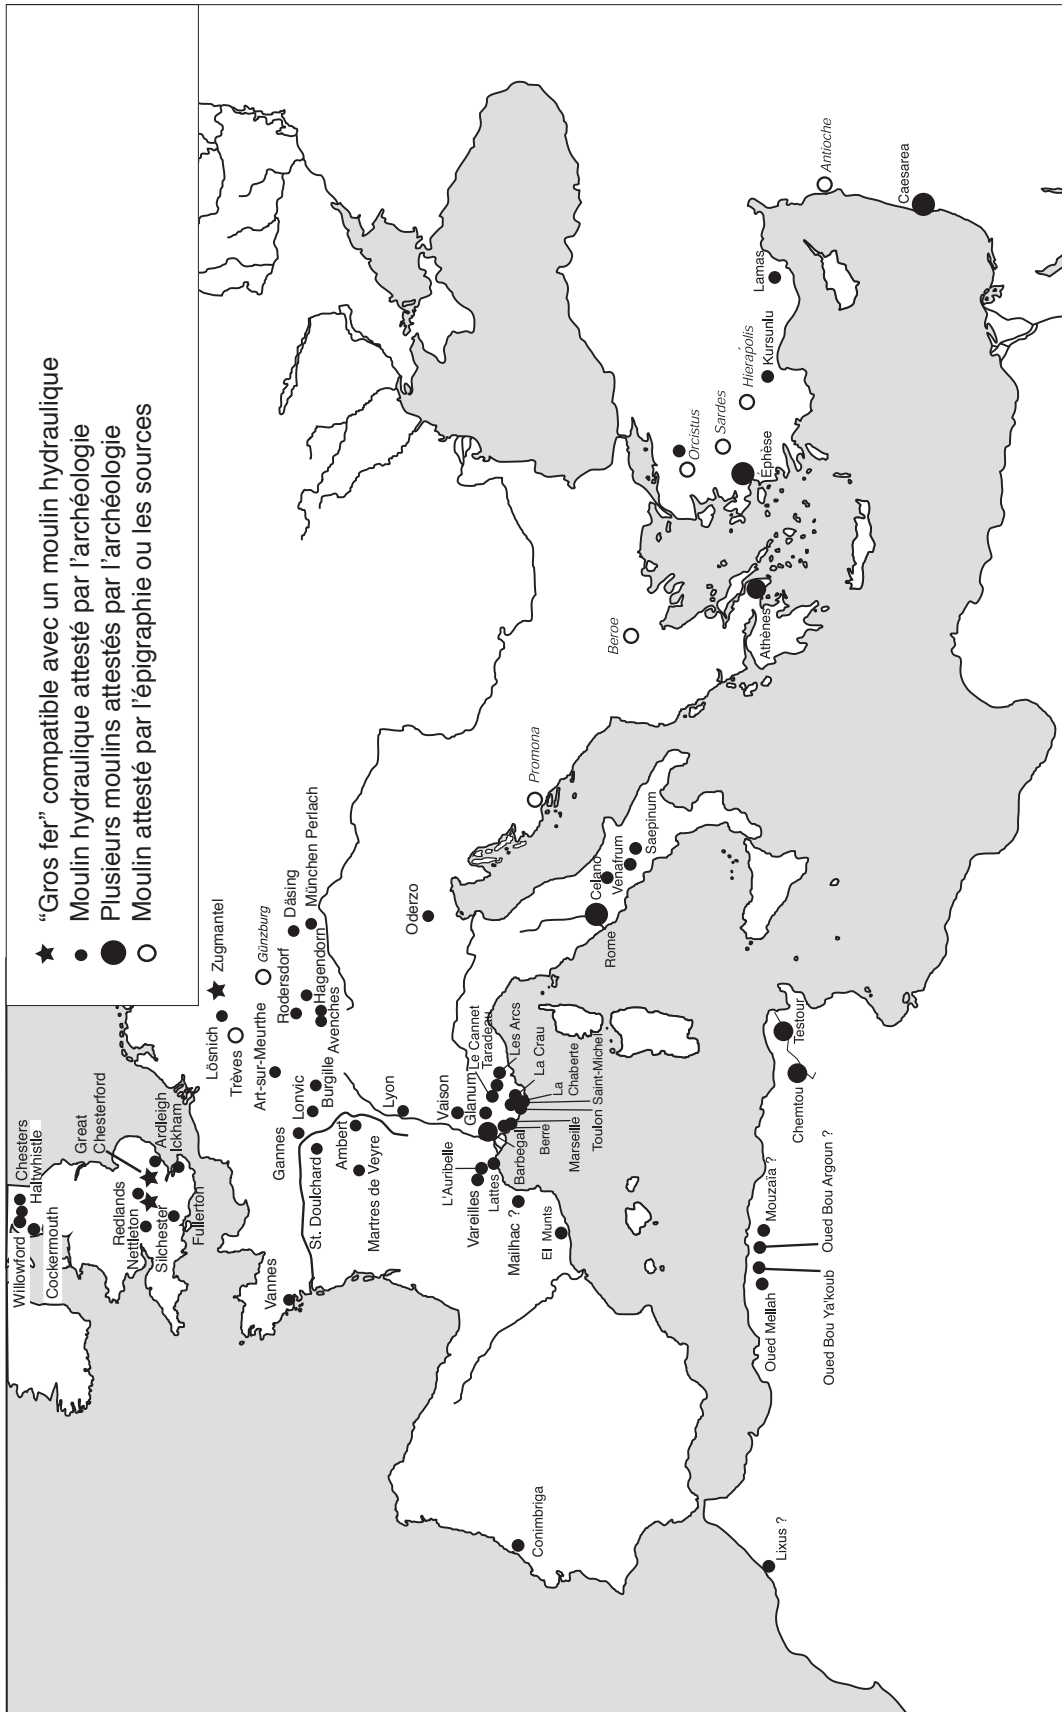 "Gros fer" compatible avec un moulin hydraulique
Moulin hydraulique attesté par l'archéologie
Plusieurs moulins attestés par l'archéologie
Moulin attesté par l'épigraphie ou les sources
Willowford ?
Chesters
Haltwhistle
Cockermouth
Great
Chesterford
Redlands
Nettleton
Silchester
Ardleigh
Ickham
Fullerton
Lösnich
Zugmantel
Trèves
Günzburg
Art-sur-Meurthe
Rodersdorf
Däsing
München Perlach
Hagendorn
Avenches
Burgille
Lonvic
Gannes
St. Doulchard
Vannes
Ambert
Martres de Veyre
Lyon
Oderzo
Vaison
Glanum
Le Cannet
Taradeau
Les Arcs
La Crau
La
Chaberte
Toulon Saint-Michel
Marseille
Berre
Barbegal
L'Auribelle
Vareilles
Lattes
Mailhac ?
El Munts
Conimbriga
Promona
Celano
Venafrum
Saepinum
Rome
Beroe
Athènes
Orcistus
Sardes
Hierápolis
Éphèse
Kursunlu
Lamas
Antioche
Caesarea
Testour
Chemtou
Mouzaïa ?
Oued Bou Argoun ?
Oued Mellah
Oued Bou Ya'koub
Lixus ?